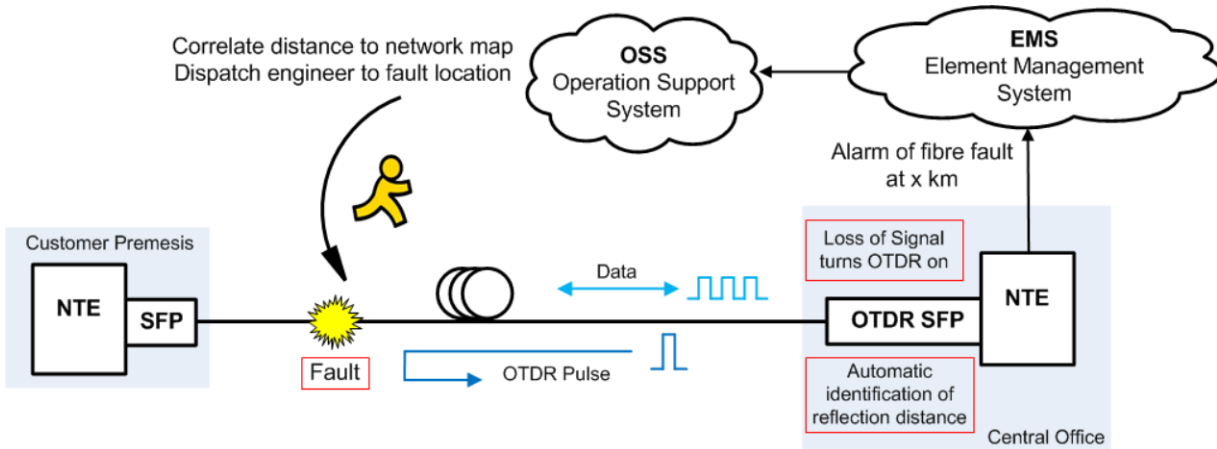 Correlate distance to network map
Dispatch engineer to fault location
OSS
Operation Support
System
EMS
Element Management
System
Alarm of fibre fault
at x km
Customer Premesis
NTE
SFP
Fault
Data
OTDR Pulse
Loss of Signal
turns OTDR on
OTDR SFP
NTE
Automatic
identification of
reflection distance
Central Office